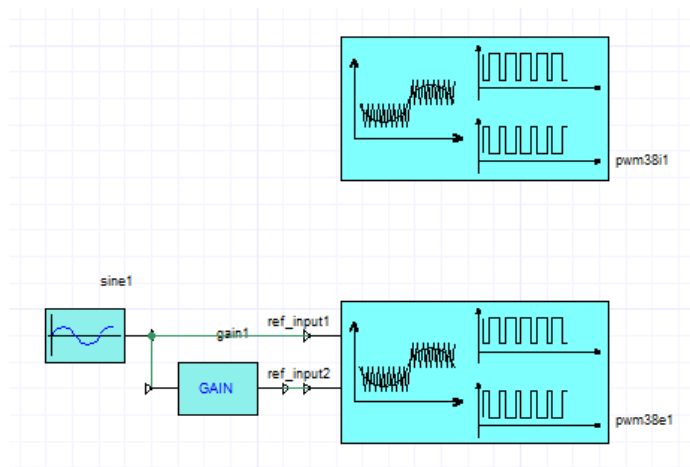 pwm38i1
sine1
ref_input1
gain1
ref_input2
GAIN
pwm38e1